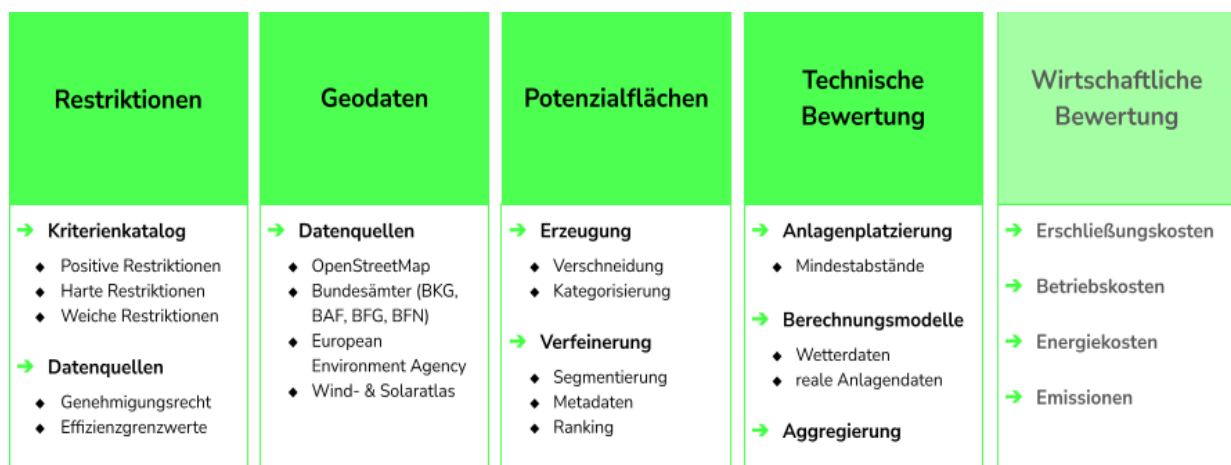 Restriktionen
Geodaten
Potenzialflächen
Technische
Bewertung
Wirtschaftliche
Bewertung
Kriterienkatalog
Positive Restriktionen
Harte Restriktionen
Weiche Restriktionen
Datenquellen
Genehmigungsrecht
Effizienzgrenzwerte
Datenquellen
OpenStreetMap
Bundesämter (BKG,
BAF, BFG, BFN)
European
Environment Agency
Wind- & Solaratlas
Erzeugung
Verschneidung
Kategorisierung
Verfeinerung
Segmentierung
Metadaten
Ranking
Anlagenplatzierung
Mindestabstände
Berechnungsmodelle
Wetterdaten
reale Anlagendaten
Aggregierung
Erschließungskosten
Betriebskosten
Energiekosten
Emissionen